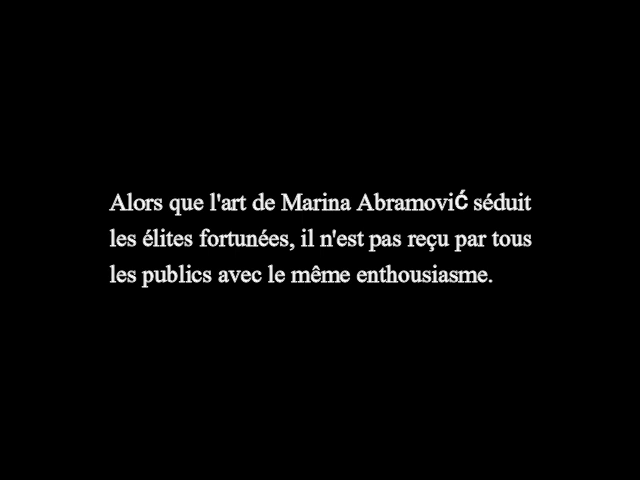 Alors que l'art de Marina Abramović séduit
les élites fortunées, il n'est pas reçu par tous
les publics avec le même enthousiasme.